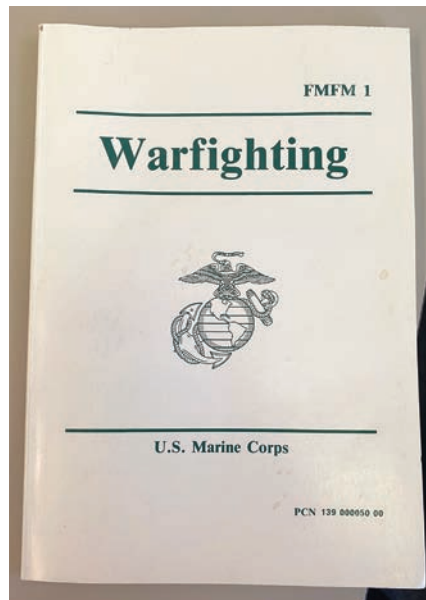 FMFM 1
Warfighting
U.S. Marine Corps
PCN 139 000050 00